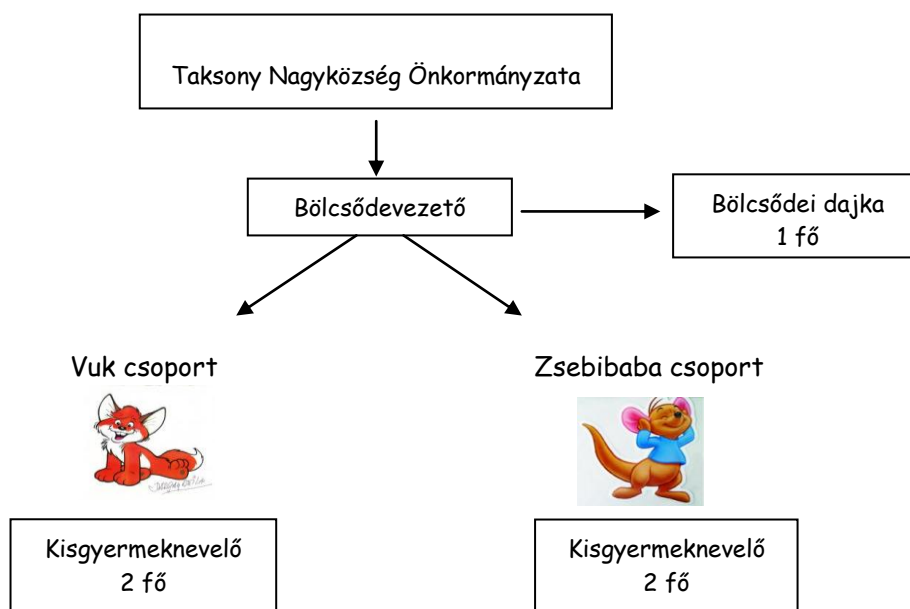 Taksony Nagyközség Önkormányzata
Bölcsődevezető
Bölcsődei dajka
1 fő
Vuk csoport
Zsebibaba csoport
Kisgyermeknevelő
2 fő
Kisgyermeknevelő
2 fő